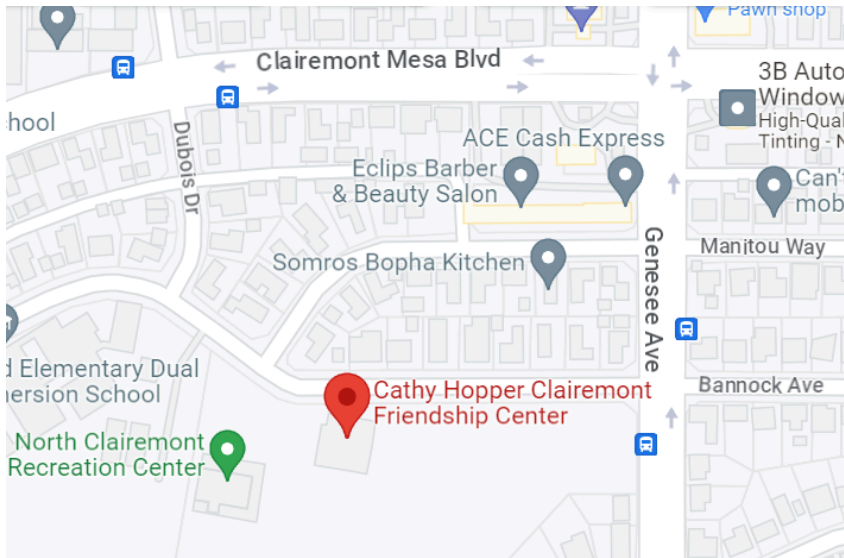 Pawn shop
Clairemont Mesa Blvd
3B Auto
Window
High-Qual
Tinting - N
hool
Dubois Dr
ACE Cash Express
Eclips Barber
& Beauty Salon
Can't
mob
Genesee Ave
Manitou Way
Somros Bopha Kitchen
d Elementary Dual
mersion School
Cathy Hopper Clairemont
Friendship Center
Bannock Ave
North Clairemont
Recreation Center